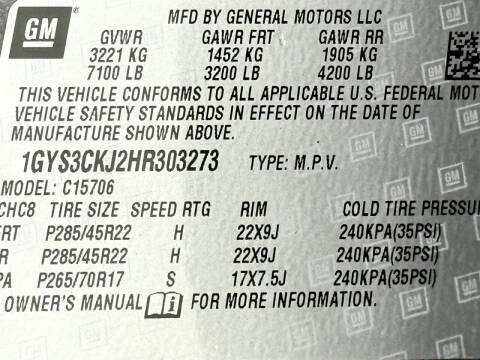 GM
MFD BY GENERAL MOTORS LLC
GVWR GAWR FRT GAWR RR
3221 KG 1452 KG 1905 KG
7100 LB 3200 LB 4200 LB
THIS VEHICLE CONFORMS TO ALL APPLICABLE U.S. FEDERAL MOT
VEHICLE SAFETY STANDARDS IN EFFECT ON THE DATE OF
MANUFACTURE SHOWN ABOVE.
1GYS3CKJ2HR303273 TYPE: M.P.V.
MODEL: C15706
CHC8 TIRE SIZE SPEED RTG RIM COLD TIRE PRESSU
FRT P285/45R22 H 22X9J 240KPA(35PSI)
R P285/45R22 H 22X9J 240KPA(35PSI)
PA P265/70R17 S 17X7.5J 240KPA(35PSI)
OWNER'S MANUAL i FOR MORE INFORMATION.